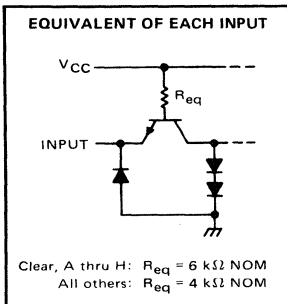 EQUIVALENT OF EACH INPUT
VCC
Req
INPUT
Clear, A thru H: Req = 6 kΩ NOM
All others: Req = 4 kΩ NOM